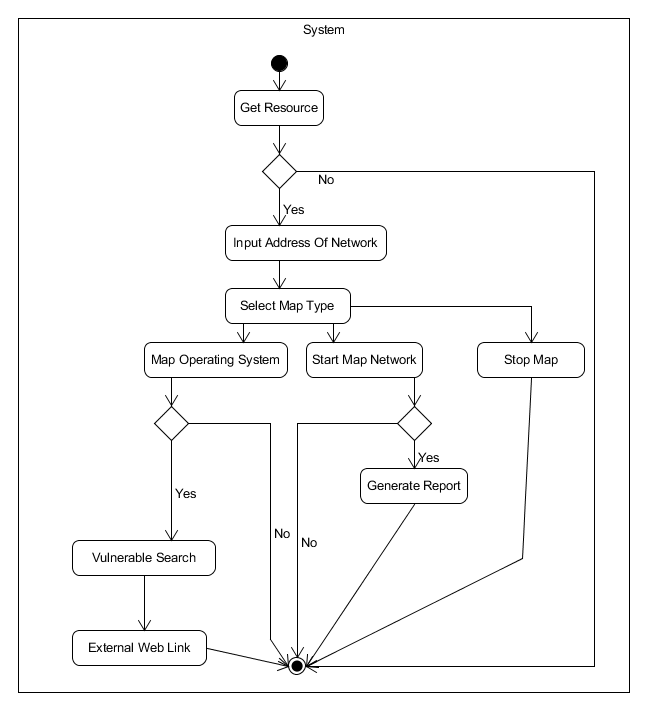 System
Get Resource
No
Yes
Input Address Of Network
Select Map Type
Map Operating System
Start Map Network
Stop Map
Yes
Generate Report
Yes
No
No
Vulnerable Search
External Web Link